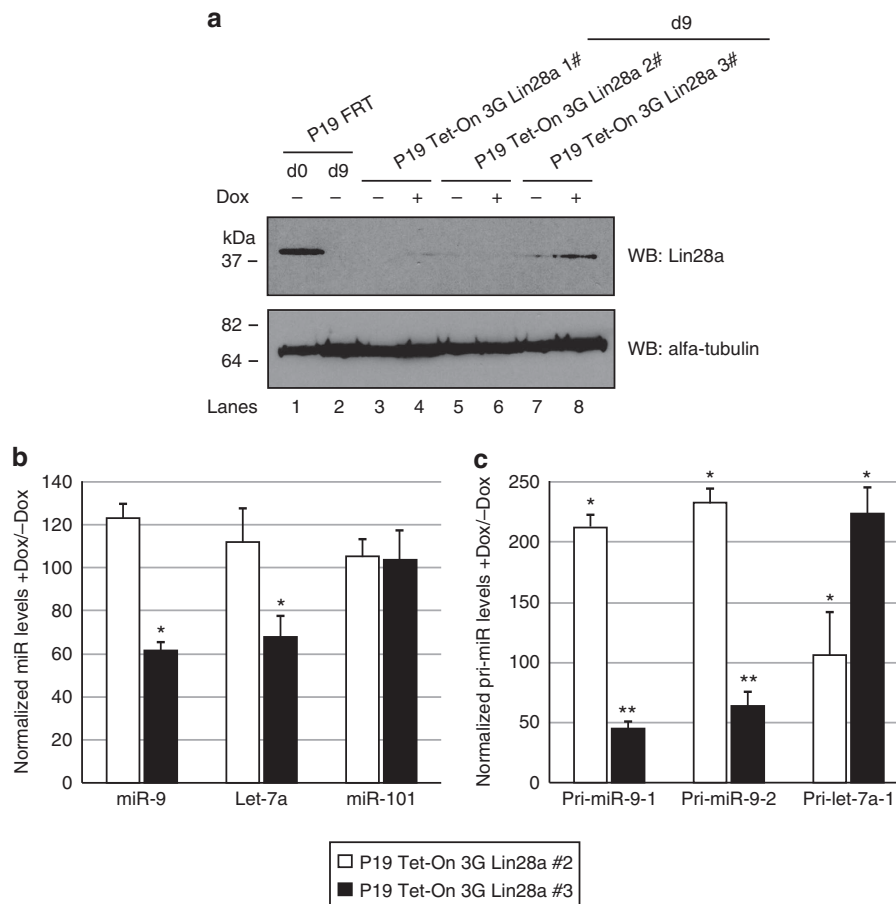 a
d9
P19 FRT
P19 Tet-On 3G Lin28a 1#
P19 Tet-On 3G Lin28a 2#
P19 Tet-On 3G Lin28a 3#
d0 d9
Dox – – – + – + – +
kDa
37 –
WB: Lin28a
82 –
64 –
WB: alfa-tubulin
Lanes 1 2 3 4 5 6 7 8
b
Normalized miR levels +Dox/–Dox
140
120
100
80
60
40
20
0
* *
miR-9 Let-7a miR-101
c
Normalized pri-miR levels +Dox/–Dox
250
200
150
100
50
0
* ** * ** * *
Pri-miR-9-1 Pri-miR-9-2 Pri-let-7a-1
P19 Tet-On 3G Lin28a #2
P19 Tet-On 3G Lin28a #3